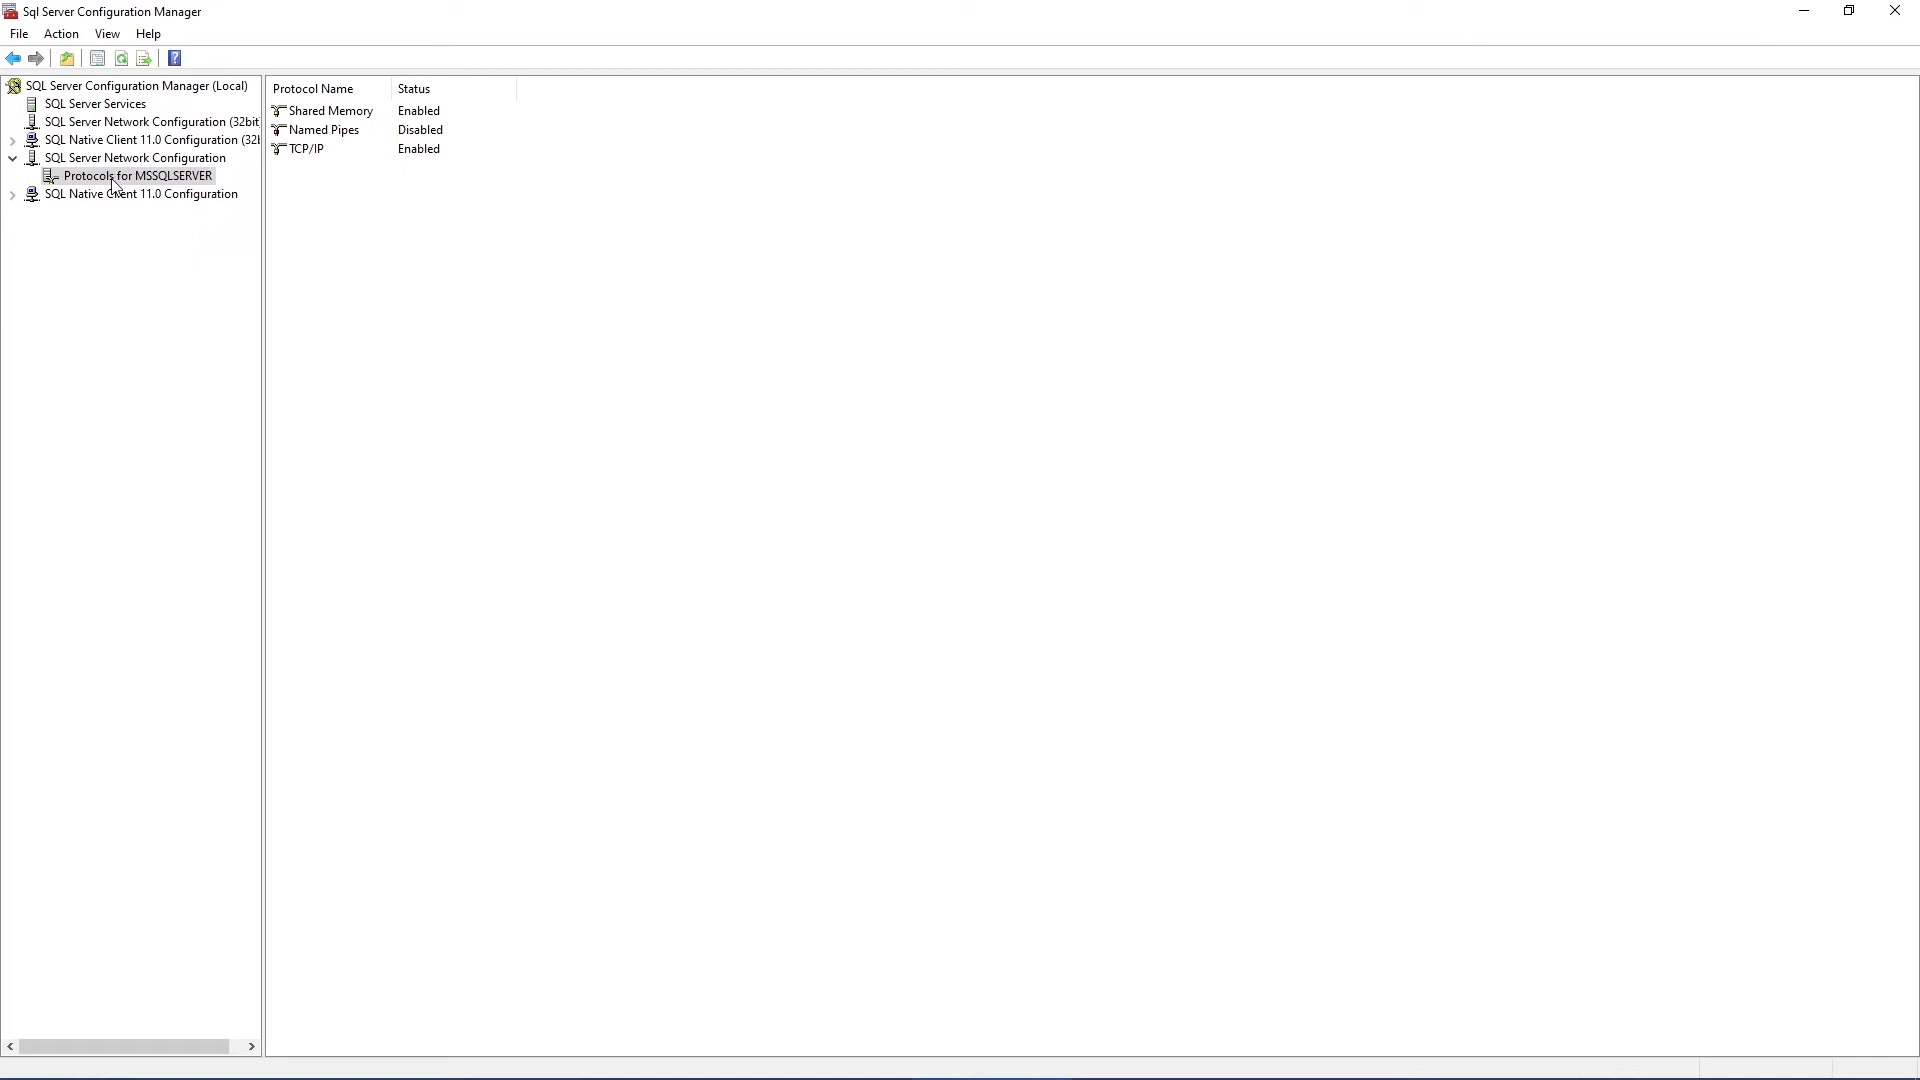 Sql Server Configuration Manager
File Action View Help
SQL Server Configuration Manager (Local)
SQL Server Services
SQL Server Network Configuration (32bit
SQL Native Client 11.0 Configuration (32b
SQL Server Network Configuration
Protocols for MSSQLSERVER
SQL Native Client 11.0 Configuration
Protocol Name Status
Shared Memory Enabled
Named Pipes Disabled
TCP/IP Enabled